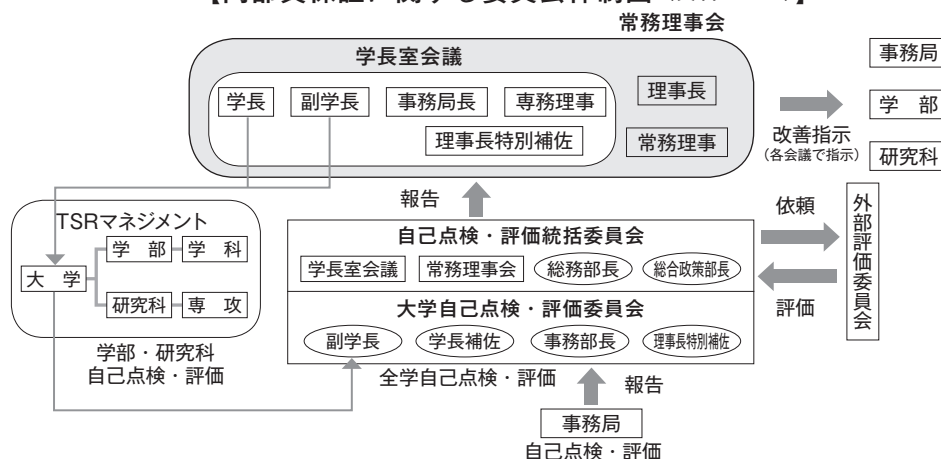 常務理事会
学長室会議
学長 副学長 事務局長 専務理事
理事長特別補佐
理事長
常務理事
改善指示
(各会議で指示)
事務局
学 部
研究科
報告
TSRマネジメント
大 学
学 部 学 科
研究科 専 攻
学部・研究科
自己点検・評価
自己点検・評価統括委員会
学長室会議 常務理事会 総務部長 総合政策部長
大学自己点検・評価委員会
副学長 学長補佐 事務部長 理事長特別補佐
依頼
評価
外部評価委員会
全学自己点検・評価
報告
事務局
自己点検・評価